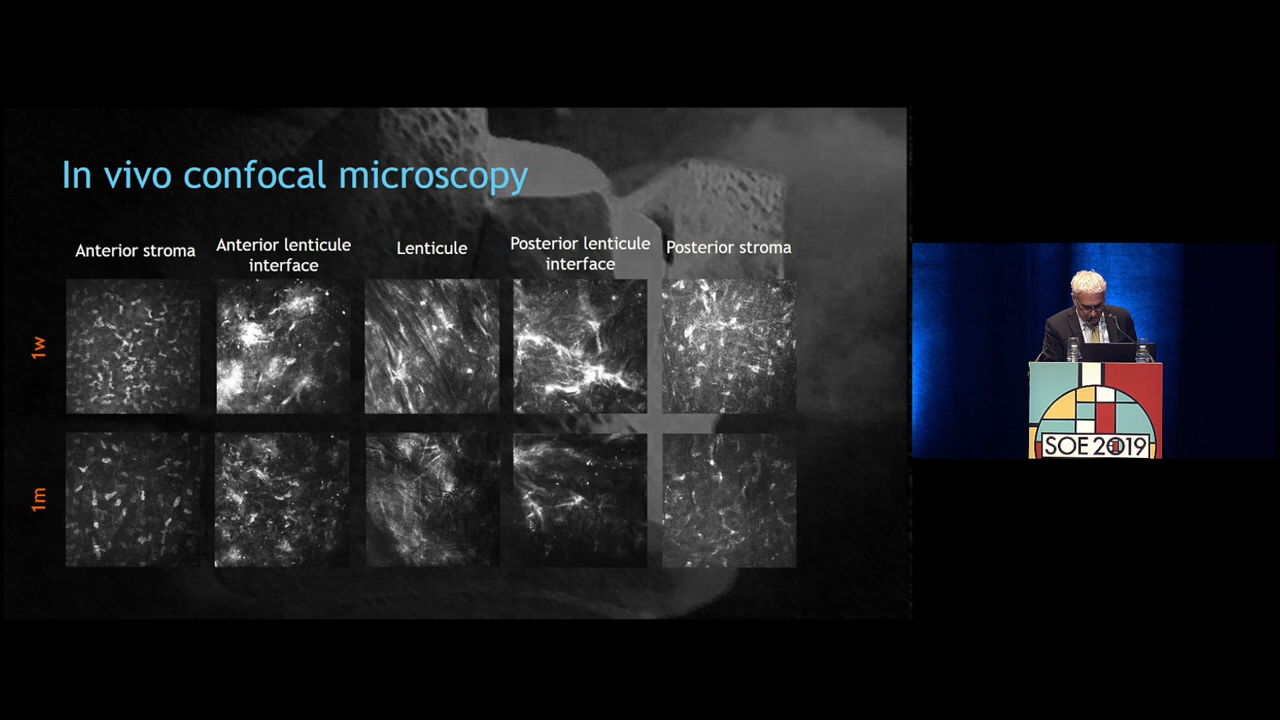 In vivo confocal microscopy
Anterior stroma
Anterior lenticule
interface
Lenticule
Posterior lenticule
interface
Posterior stroma
1w
1m
SOE 2019